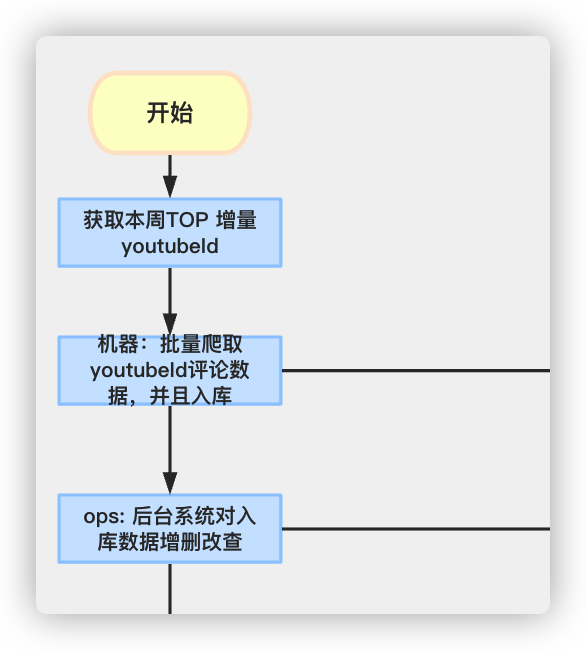 开始
获取本周TOP 增量
youtubeId
机器：批量爬取
youtubeId评论数
据，并且入库
ops: 后台系统对入
库数据增删改查